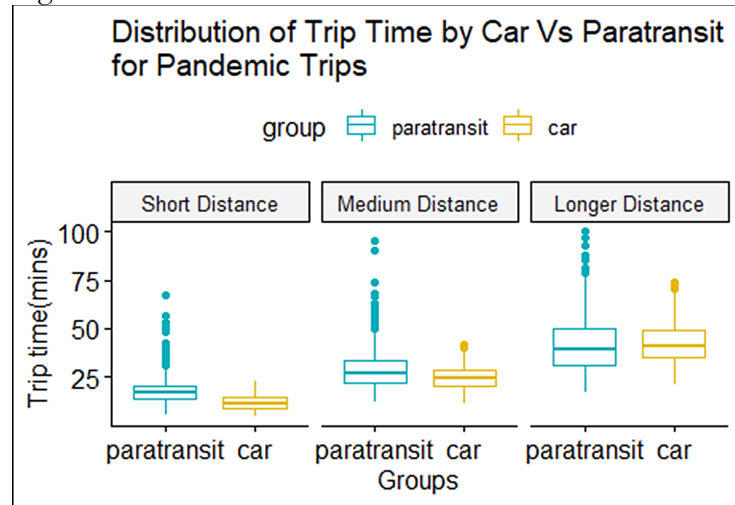 Distribution of Trip Time by Car Vs Paratransit
for Pandemic Trips
group paratransit car
Short Distance Medium Distance Longer Distance
Trip time(mins)
100
75
50
25
paratransit car paratransit car paratransit car
Groups